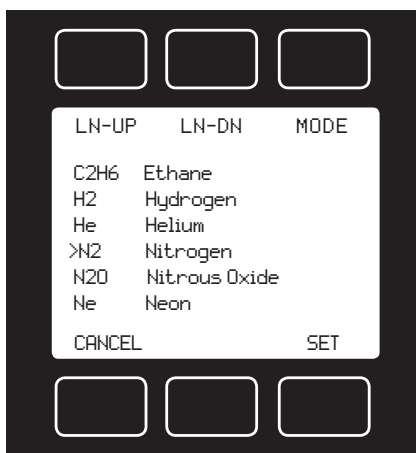 LN-UP LN-DN MODE
C2H6 Ethane
H2 Hydrogen
He Helium
>N2 Nitrogen
N2O Nitrous Oxide
Ne Neon
CANCEL SET